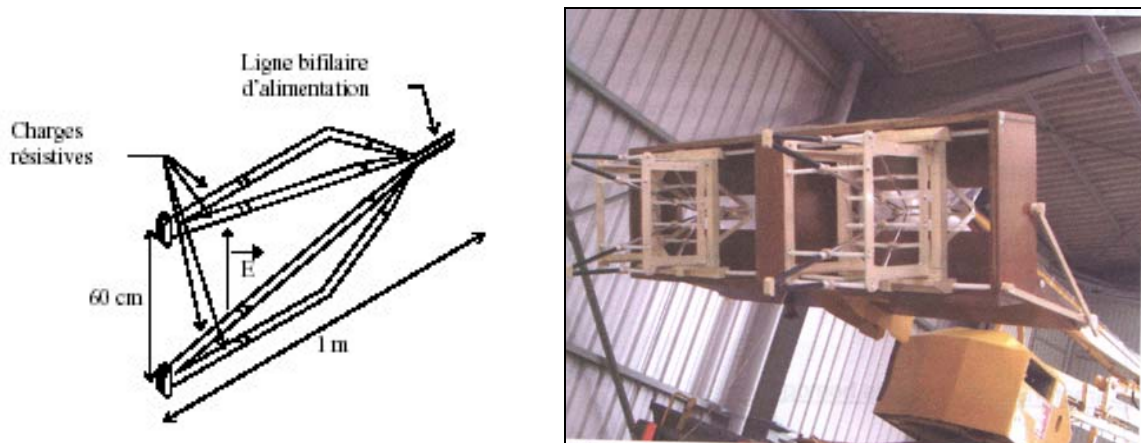 Ligne bifilaire
d'alimentation
Charges
résistives
E
60 cm
1 m